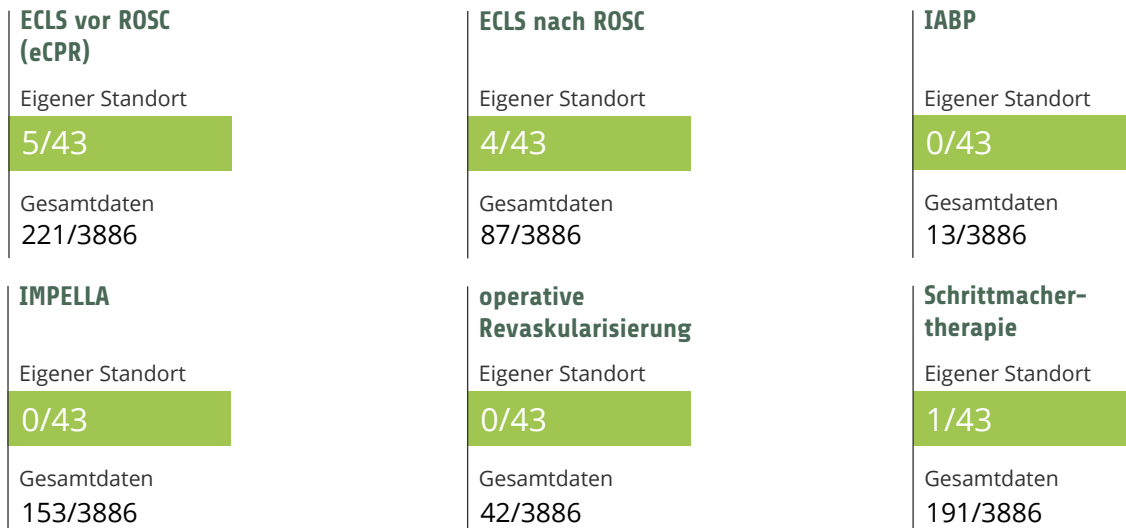 ECLS vor ROSC
(eCPR)
Eigener Standort
5/43
Gesamtdaten
221/3886
ECLS nach ROSC
Eigener Standort
4/43
Gesamtdaten
87/3886
IABP
Eigener Standort
0/43
Gesamtdaten
13/3886
IMPELLA
Eigener Standort
0/43
Gesamtdaten
153/3886
operative
Revaskularisierung
Eigener Standort
0/43
Gesamtdaten
42/3886
Schrittmacher-
therapie
Eigener Standort
1/43
Gesamtdaten
191/3886